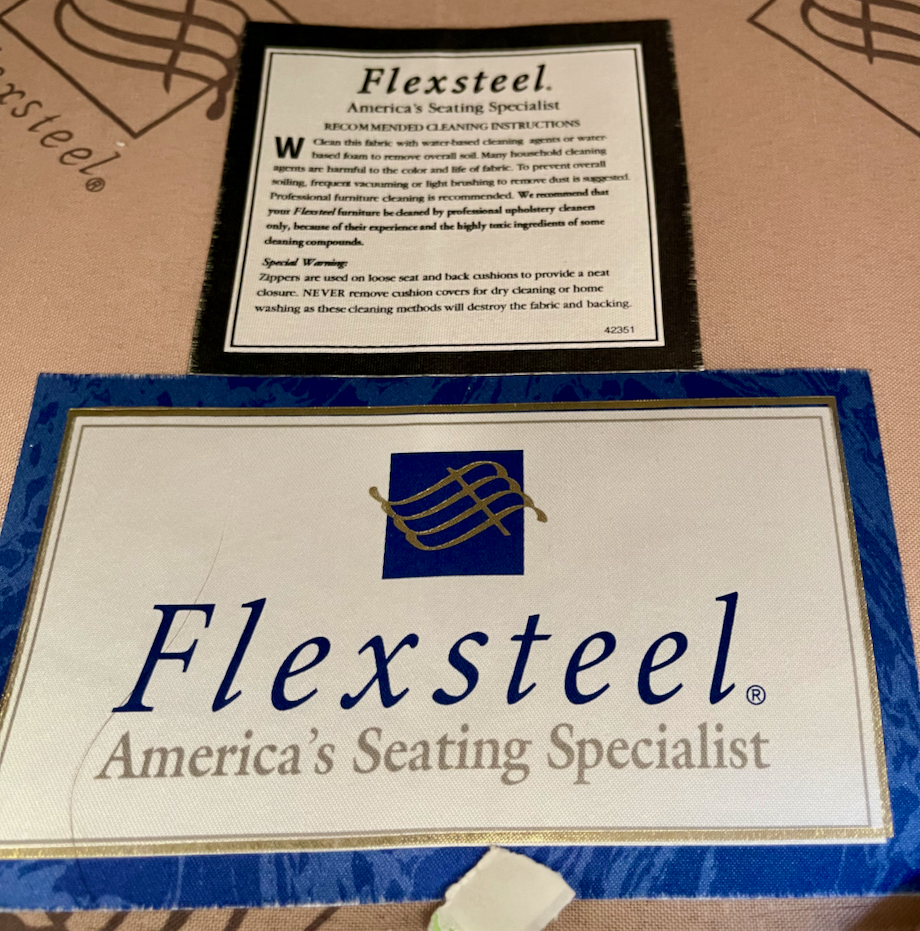 Flexsteel®
Flexsteel.
America's Seating Specialist
RECOMMENDED CLEANING INSTRUCTIONS
W Clean this fabric with water-based cleaning agents or water-
based foam to remove overall soil. Many household cleaning
agents are harmful to the color and life of fabric. To prevent overall
soiling, frequent vacuuming or light brushing to remove dust is suggested.
Professional furniture cleaning is recommended. We recommend that
your Flexsteel furniture be cleaned by professional upholstery cleaners
only, because of their experience and the highly toxic ingredients of some
cleaning compounds.
Special Warning:
Zippers are used on loose seat and back cushions to provide a neat
closure. NEVER remove cushion covers for dry cleaning or home
washing as these cleaning methods will destroy the fabric and backing.
42351
Flexsteel®
America's Seating Specialist